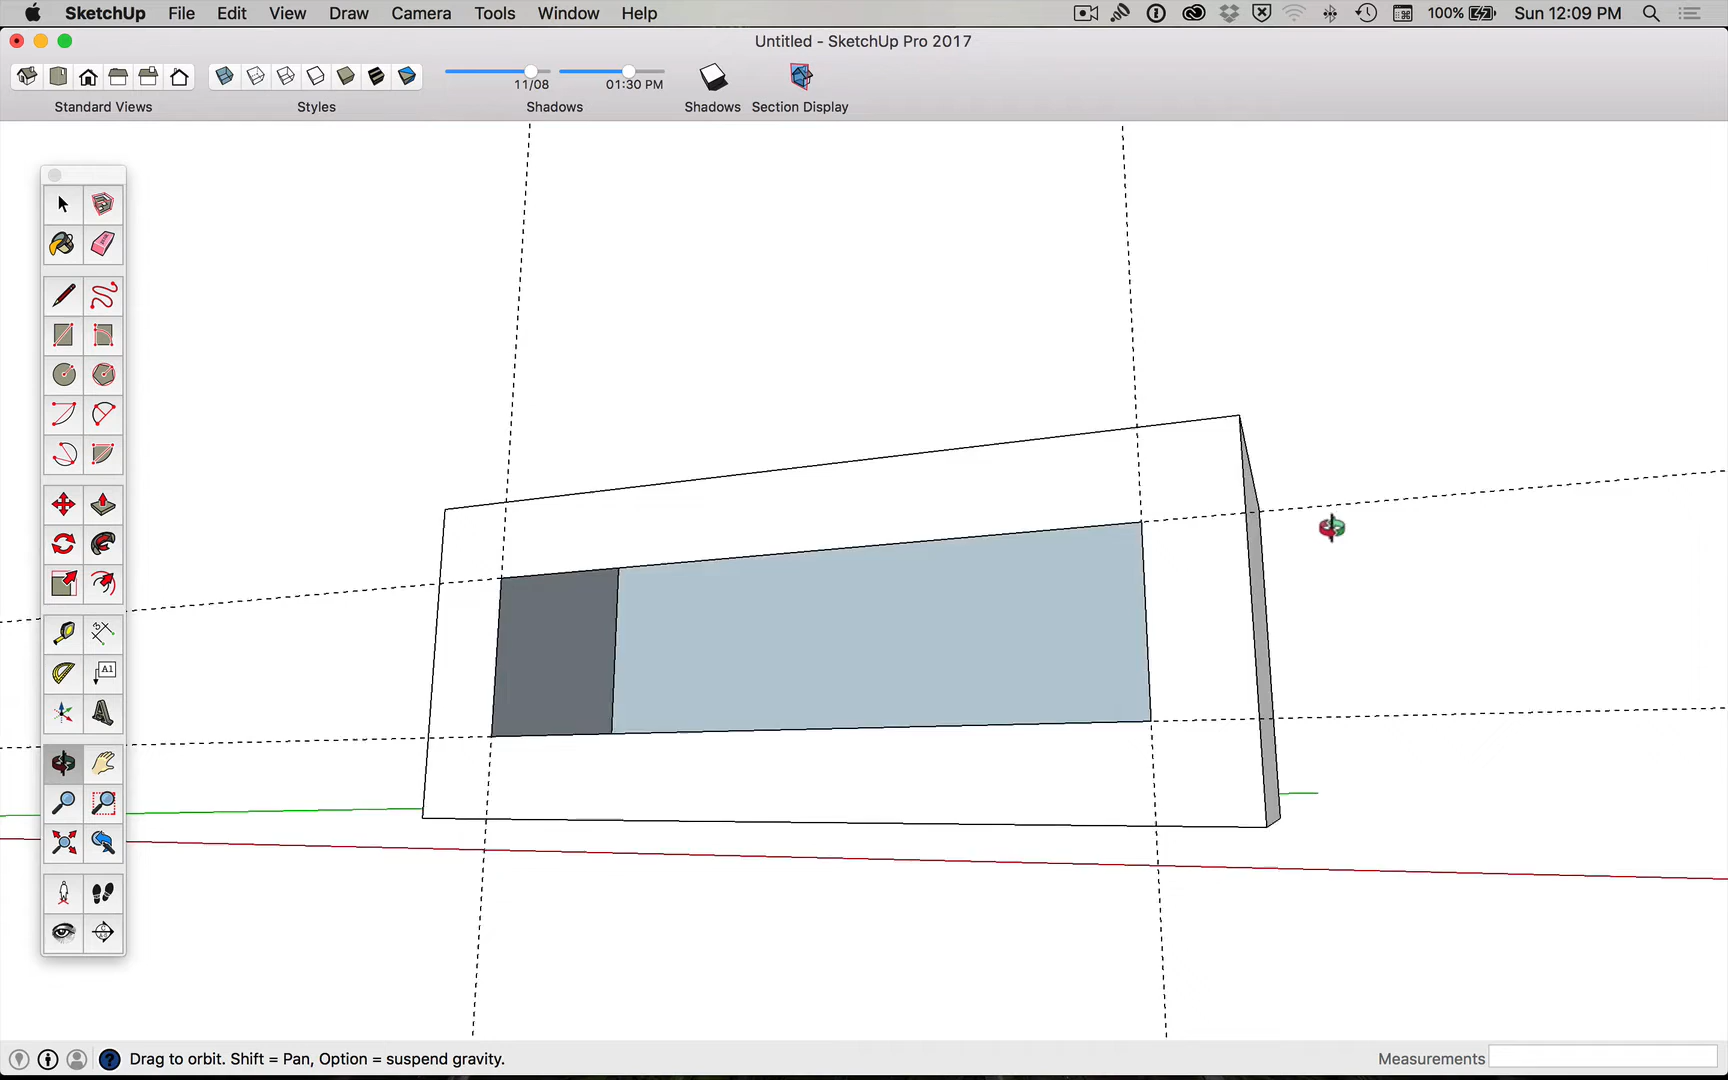 SketchUp File Edit View Draw Camera Tools Window Help 100% Sun 12:09 PM
Untitled - SketchUp Pro 2017
11/08 01:30 PM
Standard Views Styles Shadows Shadows Section Display
A1
Drag to orbit. Shift = Pan, Option = suspend gravity. Measurements